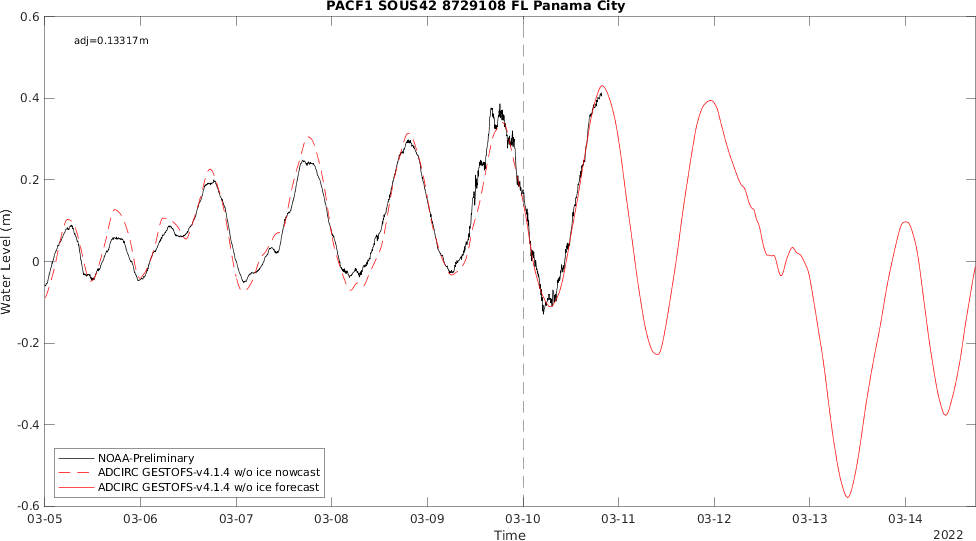 PACF1 SOUS42 8729108 FL Panama City
adj=0.13317m
Water Level (m)
0.6
0.4
0.2
0
-0.2
-0.4
-0.6
NOAA-Preliminary
ADCIRC GESTOFS-v4.1.4 w/o ice nowcast
ADCIRC GESTOFS-v4.1.4 w/o ice forecast
03-05 03-06 03-07 03-08 03-09 03-10 03-11 03-12 03-13 03-14
Time
2022